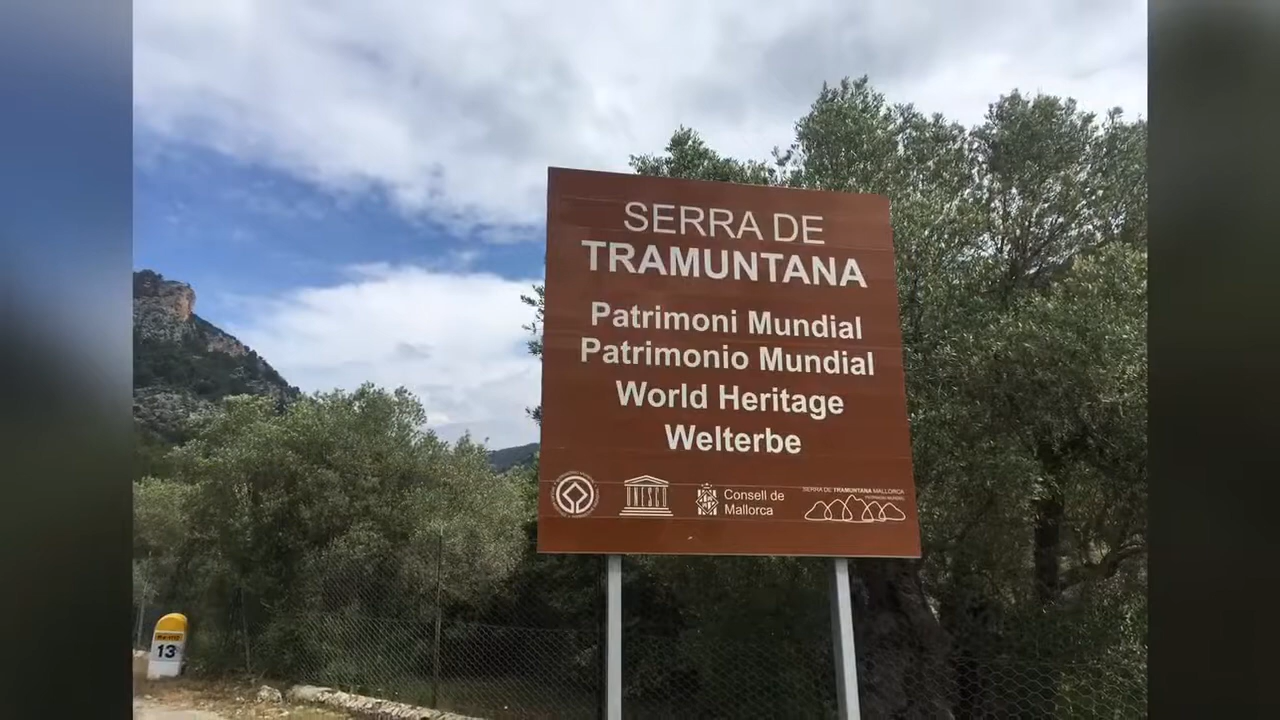 SERRA DE
TRAMUNTANA
Patrimoni Mundial
Patrimonio Mundial
World Heritage
Welterbe
UNESCO
Consell de
Mallorca
SERRA DE TRAMUNTANA MALLORCA
13